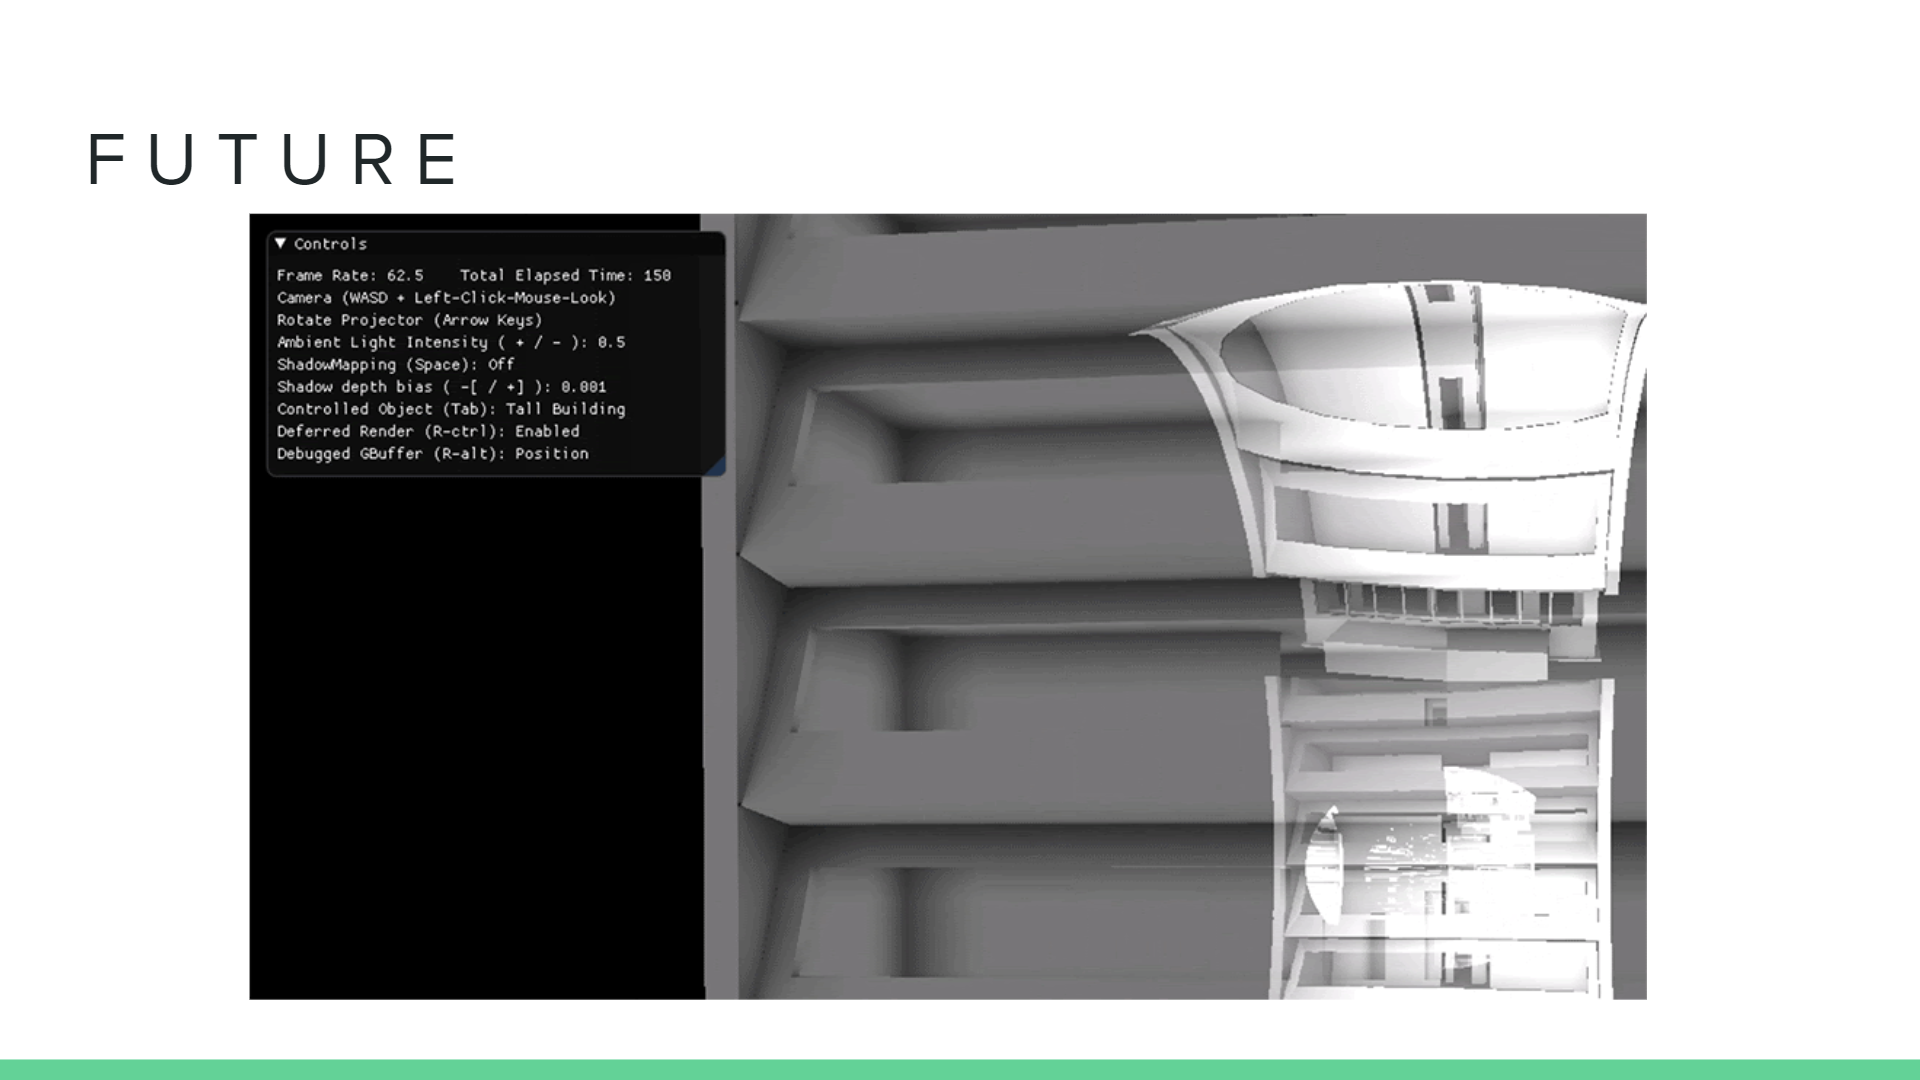 FUTURE
Controls
Frame Rate: 62.5 Total Elapsed Time: 150
Camera (WASD + Left-Click-Mouse-Look)
Rotate Projector (Arrow Keys)
Ambient Light Intensity ( + / - ): 0.5
ShadowMapping (Space): Off
Shadow depth bias ( -[ / +] ): 0.001
Controlled Object (Tab): Tall Building
Deferred Render (R-ctrl): Enabled
Debugged GBuffer (R-alt): Position